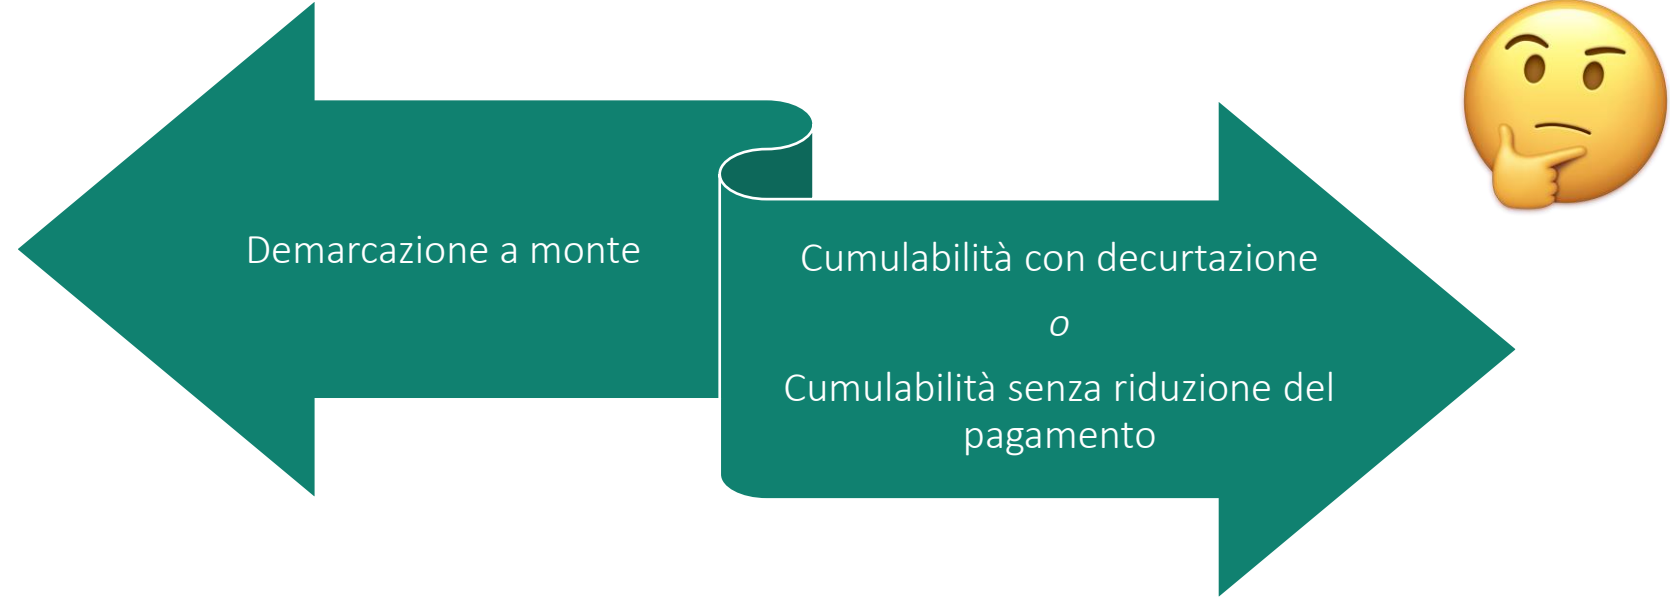 Demarcazione a monte
Cumulabilità con decurtazione
o
Cumulabilità senza riduzione del
pagamento